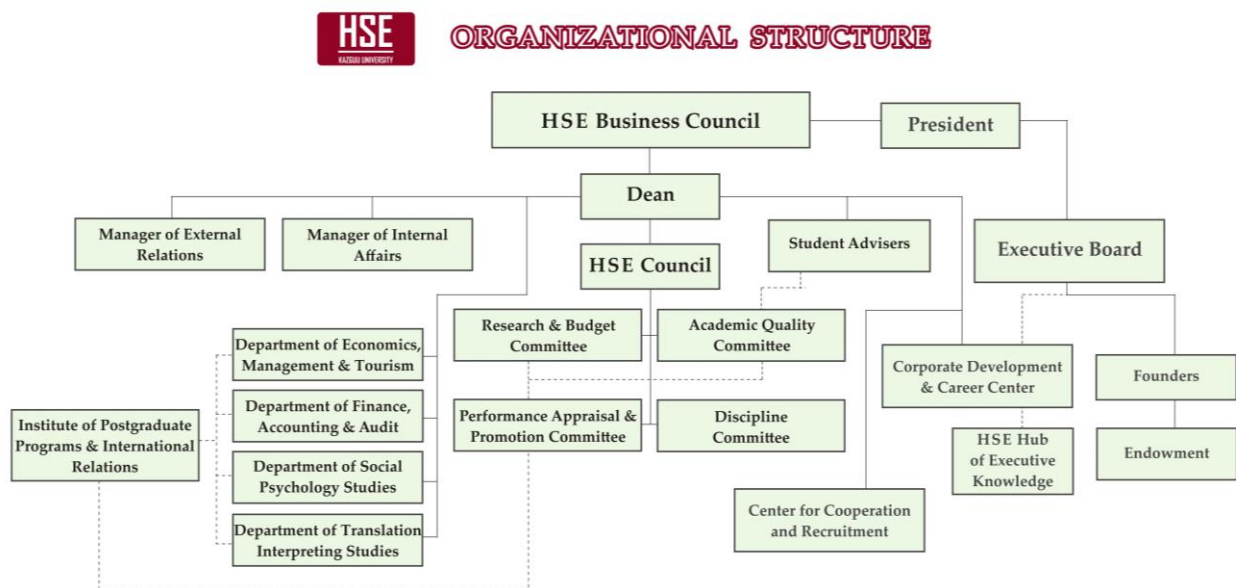 HSE
KAZGUU UNIVERSITY
ORGANIZATIONAL STRUCTURE
HSE Business Council
President
Dean
Manager of External
Relations
Manager of Internal
Affairs
HSE Council
Student Advisers
Executive Board
Research & Budget
Committee
Academic Quality
Committee
Department of Economics,
Management & Tourism
Corporate Development
& Career Center
Founders
Department of Finance,
Accounting & Audit
Performance Appraisal &
Promotion Committee
Discipline
Committee
Institute of Postgraduate
Programs & International
Relations
HSE Hub
of Executive
Knowledge
Endowment
Department of Social
Psychology Studies
Center for Cooperation
and Recruitment
Department of Translation
Interpreting Studies